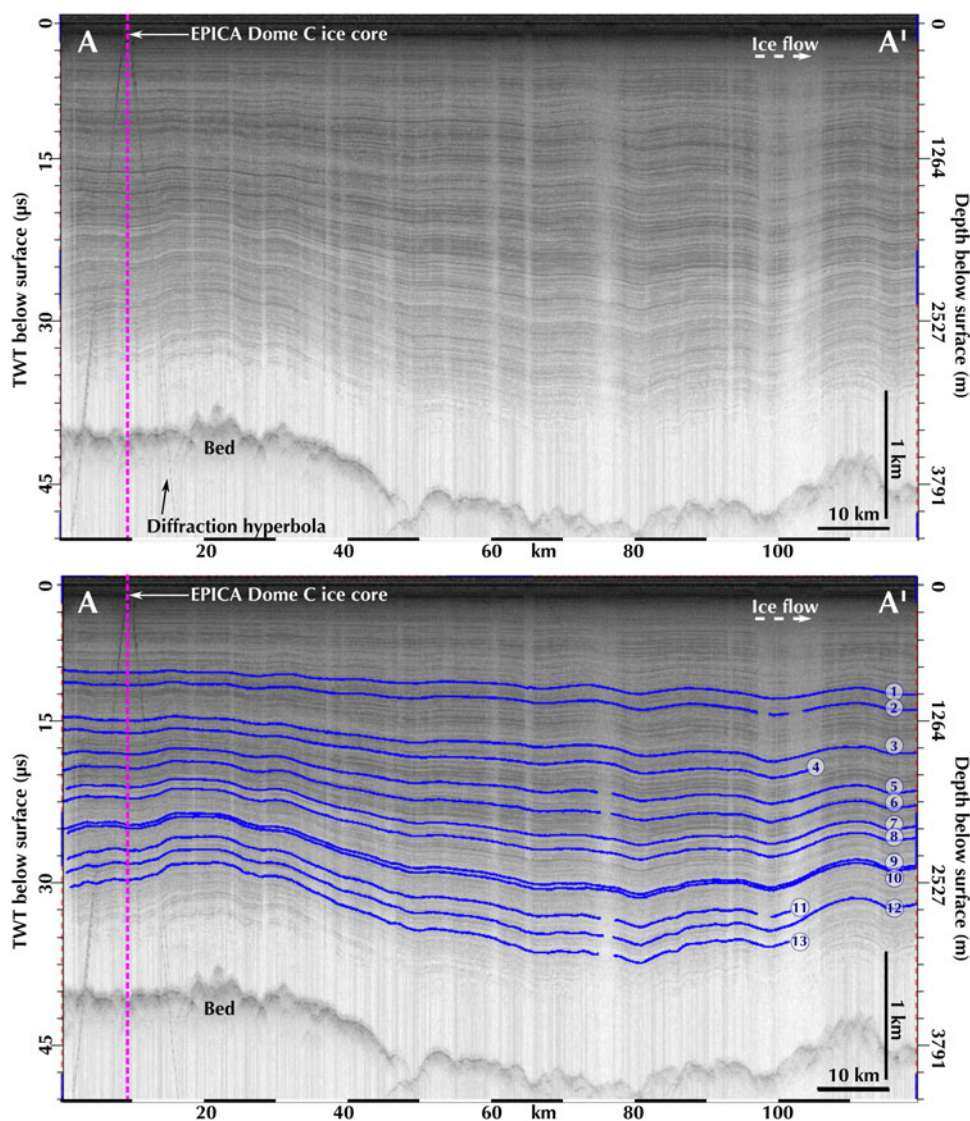 A
EPICA Dome C ice core
Ice flow
A'
0
15
30
45
TWT below surface (µs)
0
1264
2527
3791
Depth below surface (m)
Bed
Diffraction hyperbola
1 km
10 km
20 40 60 km 80 100
A
EPICA Dome C ice core
Ice flow
A'
0
15
30
45
TWT below surface (µs)
0
1264
2527
3791
Depth below surface (m)
1
2
3
4
5
6
7
8
9
10
11
12
13
Bed
1 km
10 km
20 40 60 km 80 100